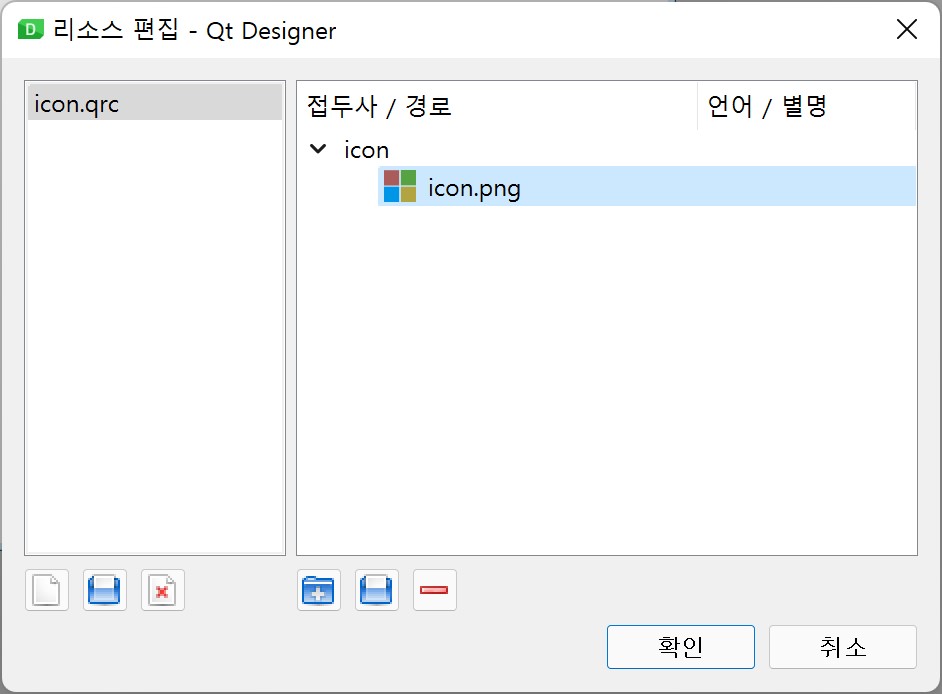 리소스 편집 - Qt Designer
icon.qrc
접두사 / 경로 언어 / 별명
icon
icon.png
확인 취소